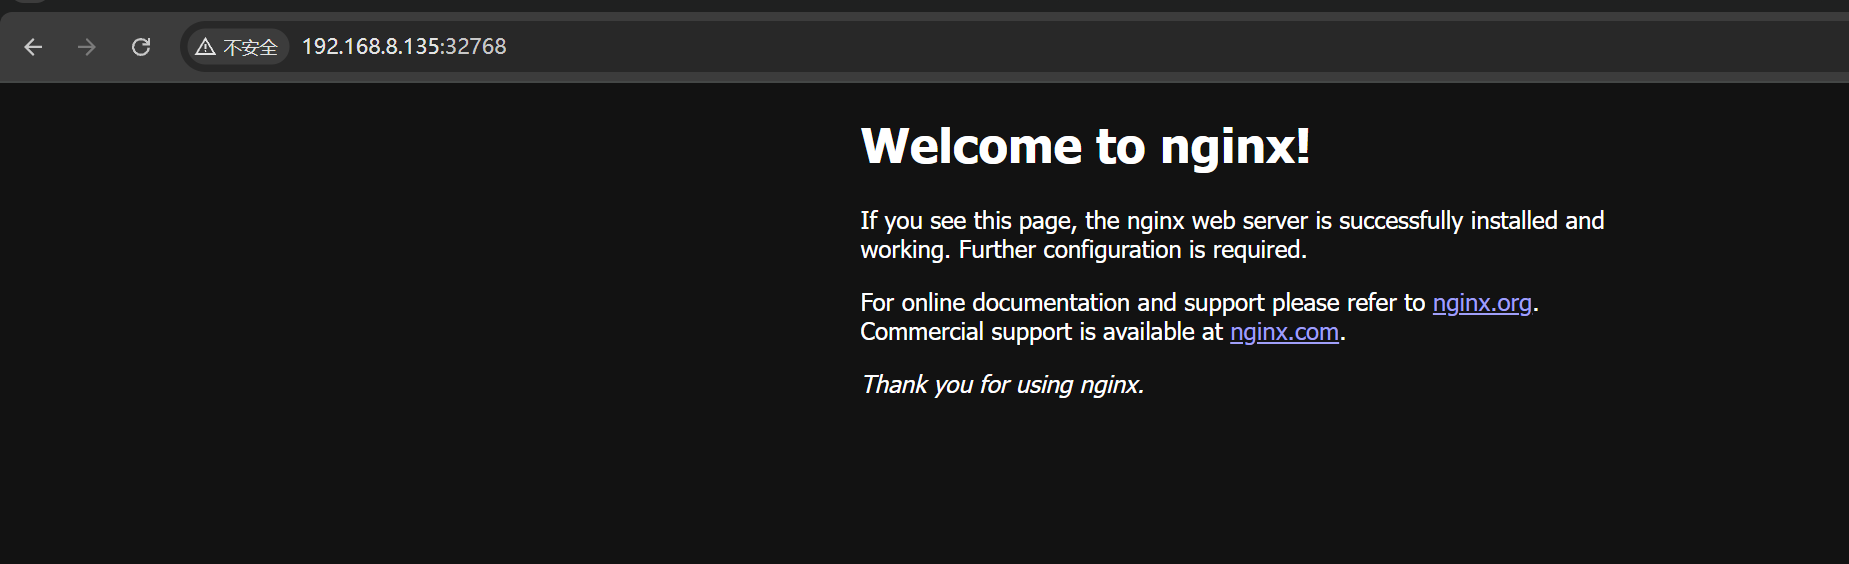 不安全 192.168.8.135:32768
Welcome to nginx!
If you see this page, the nginx web server is successfully installed and
working. Further configuration is required.
For online documentation and support please refer to nginx.org.
Commercial support is available at nginx.com.
Thank you for using nginx.